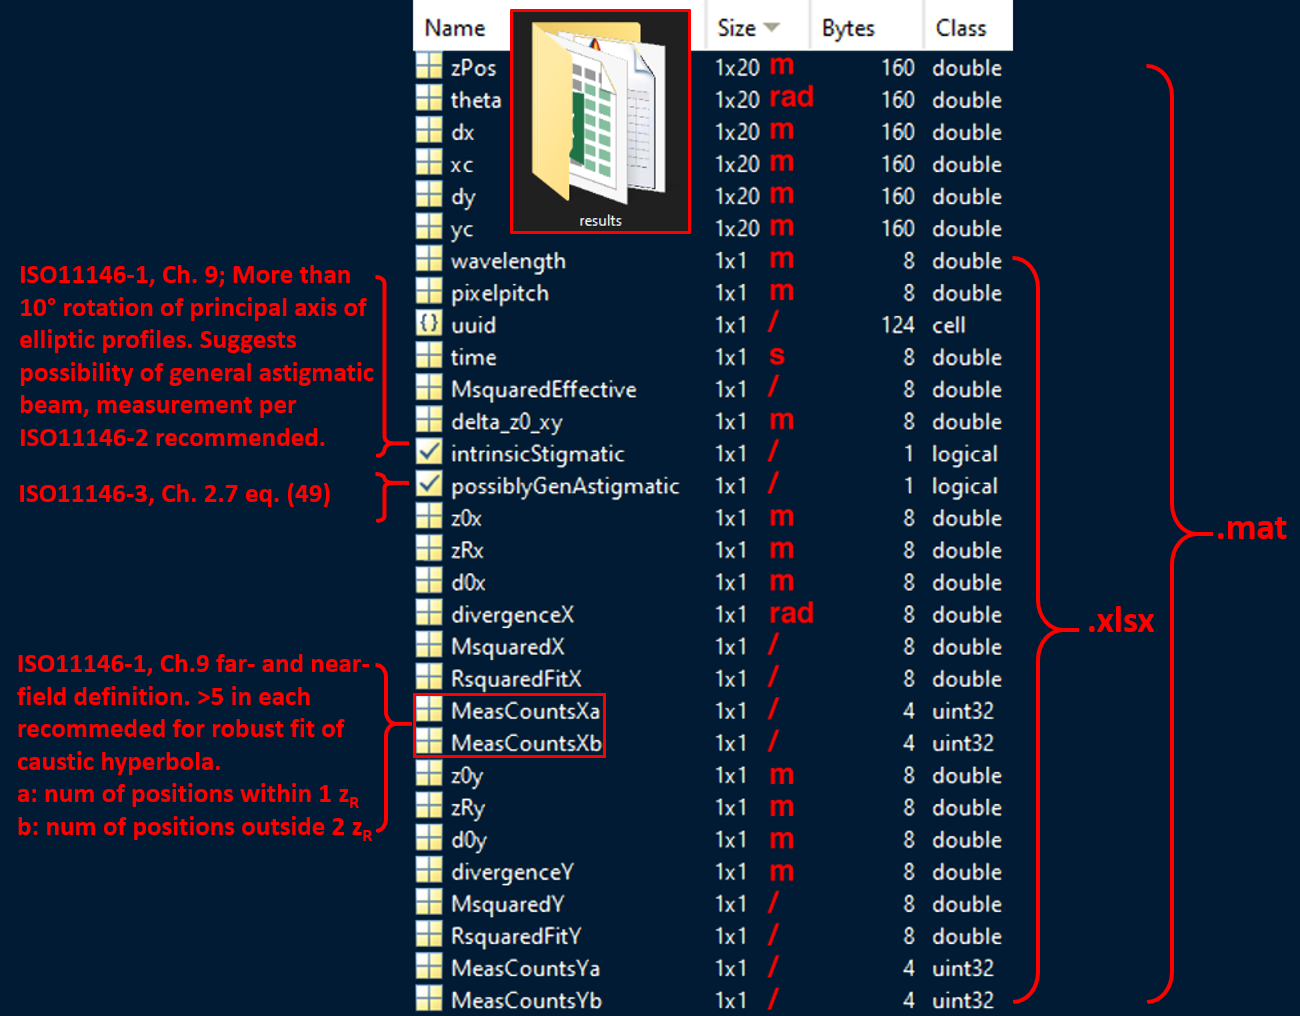 Name Size Bytes Class
zPos 1x20 m 160 double
theta 1x20 rad 160 double
dx 1x20 m 160 double
xc 1x20 m 160 double
dy 1x20 m 160 double
yc 1x20 m 160 double
results
wavelength 1x1 m 8 double
pixelpitch 1x1 m 8 double
{} uuid 1x1 / 124 cell
time 1x1 s 8 double
MsquaredEffective 1x1 / 8 double
delta_z0_xy 1x1 m 8 double
intrinsicStigmatic 1x1 / 1 logical
possiblyGenAstigmatic 1x1 / 1 logical
z0x 1x1 m 8 double
zRx 1x1 m 8 double
d0x 1x1 m 8 double
divergenceX 1x1 rad 8 double
MsquaredX 1x1 / 8 double
RsquaredFitX 1x1 / 8 double
MeasCountsXa 1x1 / 4 uint32
MeasCountsXb 1x1 / 4 uint32
z0y 1x1 m 8 double
zRy 1x1 m 8 double
d0y 1x1 m 8 double
divergenceY 1x1 m 8 double
MsquaredY 1x1 / 8 double
RsquaredFitY 1x1 / 8 double
MeasCountsYa 1x1 / 4 uint32
MeasCountsYb 1x1 / 4 uint32
ISO11146-1, Ch. 9; More than
10° rotation of principal axis of
elliptic profiles. Suggests
possibility of general astigmatic
beam, measurement per
ISO11146-2 recommended.
ISO11146-3, Ch. 2.7 eq. (49)
ISO11146-1, Ch.9 far- and near-
field definition. >5 in each
recommeded for robust fit of
caustic hyperbola.
a: num of positions within 1 zR
b: num of positions outside 2 zR
.xlsx
.mat